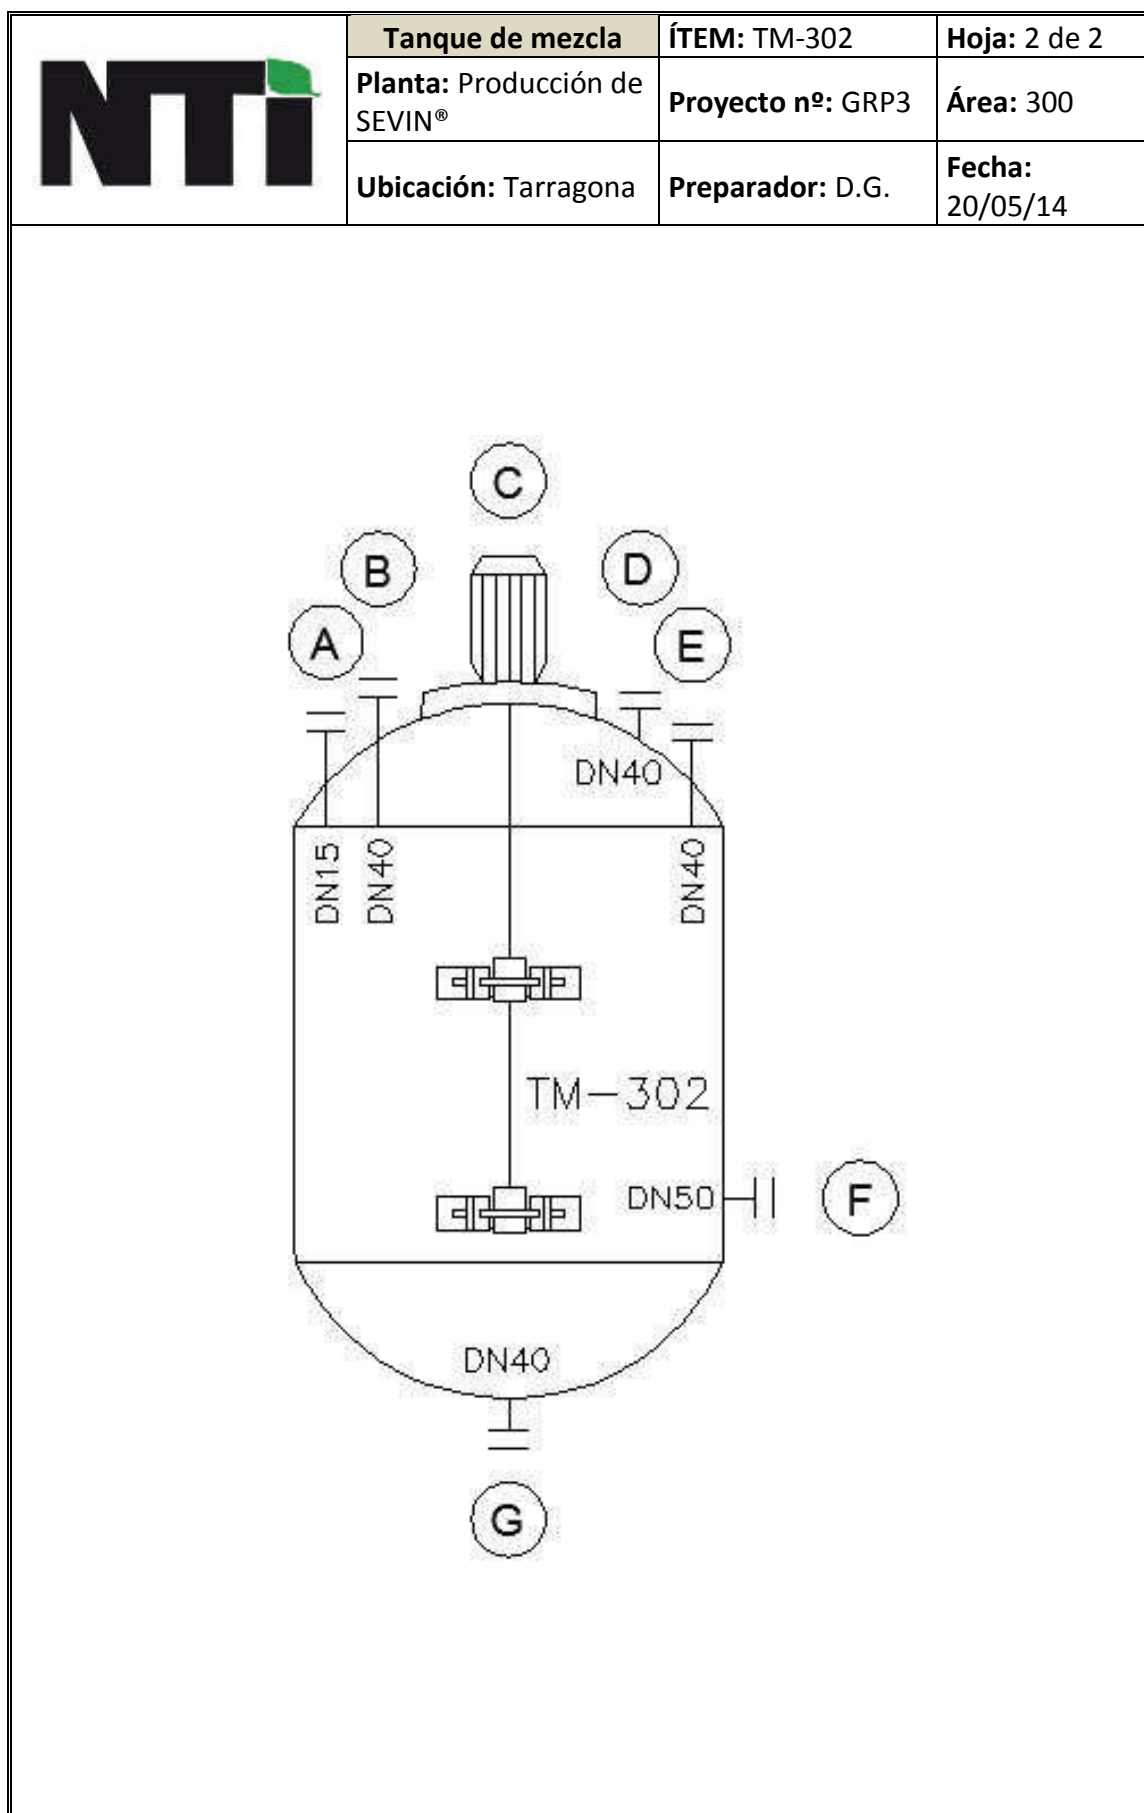 NTi
Tanque de mezcla
ÍTEM: TM-302
Hoja: 2 de 2
Planta: Producción de
SEVIN®
Proyecto nº: GRP3
Área: 300
Ubicación: Tarragona
Preparador: D.G.
Fecha:
20/05/14
C
B
D
A
E
DN40
DN15
DN40
DN40
TM-302
DN50
F
DN40
G